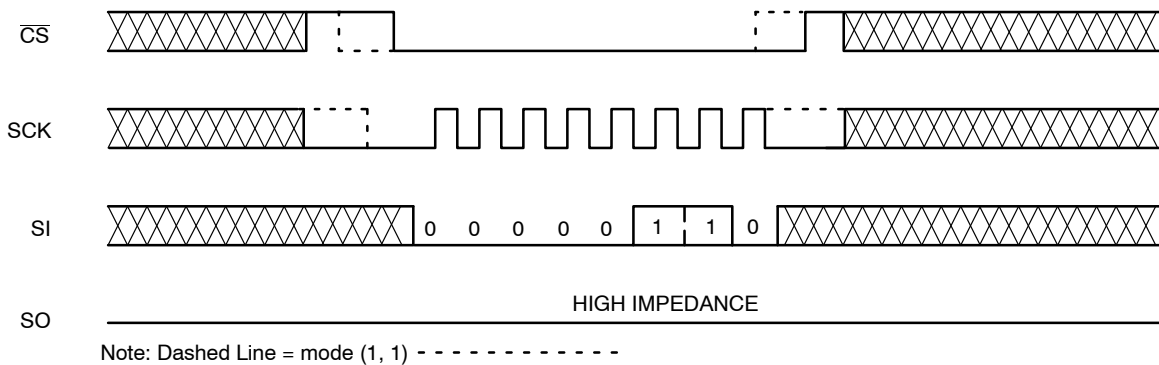 CS
SCK
SI 0 0 0 0 0 1 1 0
HIGH IMPEDANCE
SO
Note: Dashed Line = mode (1, 1)